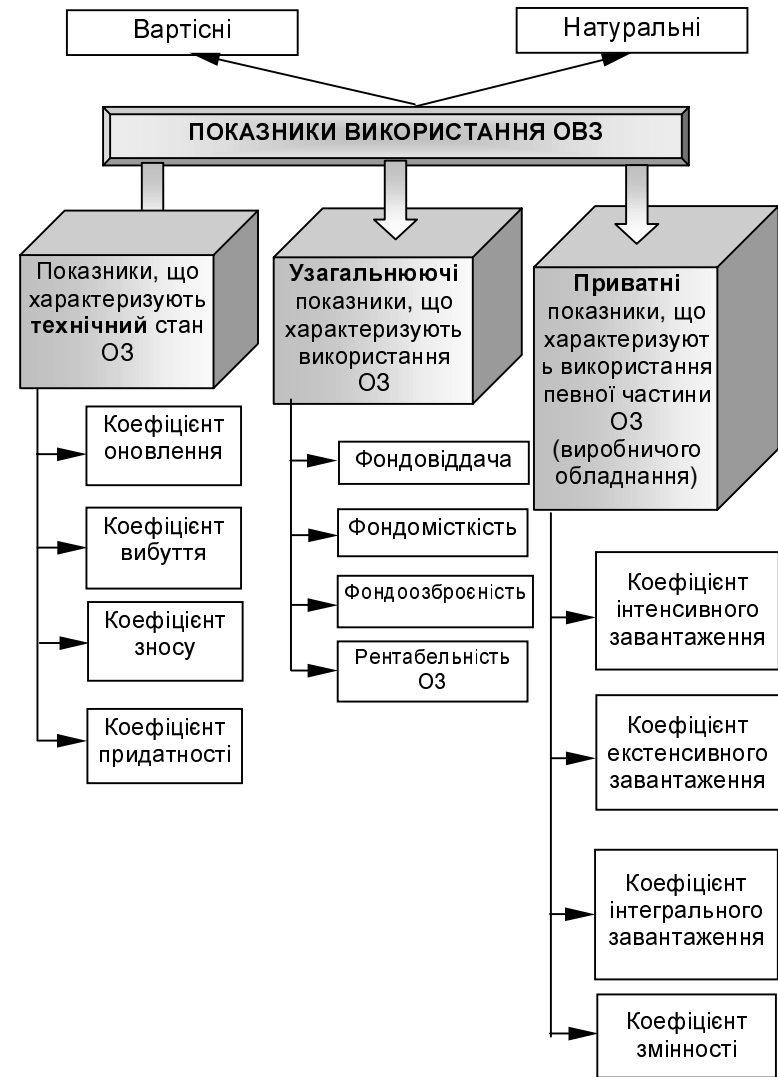 Вартісні
Натуральні
ПОКАЗНИКИ ВИКОРИСТАННЯ ОВЗ
Показники, що
характеризують
технічний стан
ОЗ
Коефіцієнт
оновлення
Коефіцієнт
вибуття
Коефіцієнт
зносу
Коефіцієнт
придатності
Узагальнюючі
показники, що
характеризують
використання
ОЗ
Фондовіддача
Фондомісткість
Фондоозброєність
Рентабельність
ОЗ
Приватні
показники, що
характеризуют
ь використання
певної частини
ОЗ
(виробничого
обладнання)
Коефіцієнт
інтенсивного
завантаження
Коефіцієнт
екстенсивного
завантаження
Коефіцієнт
інтегрального
завантаження
Коефіцієнт
змінності